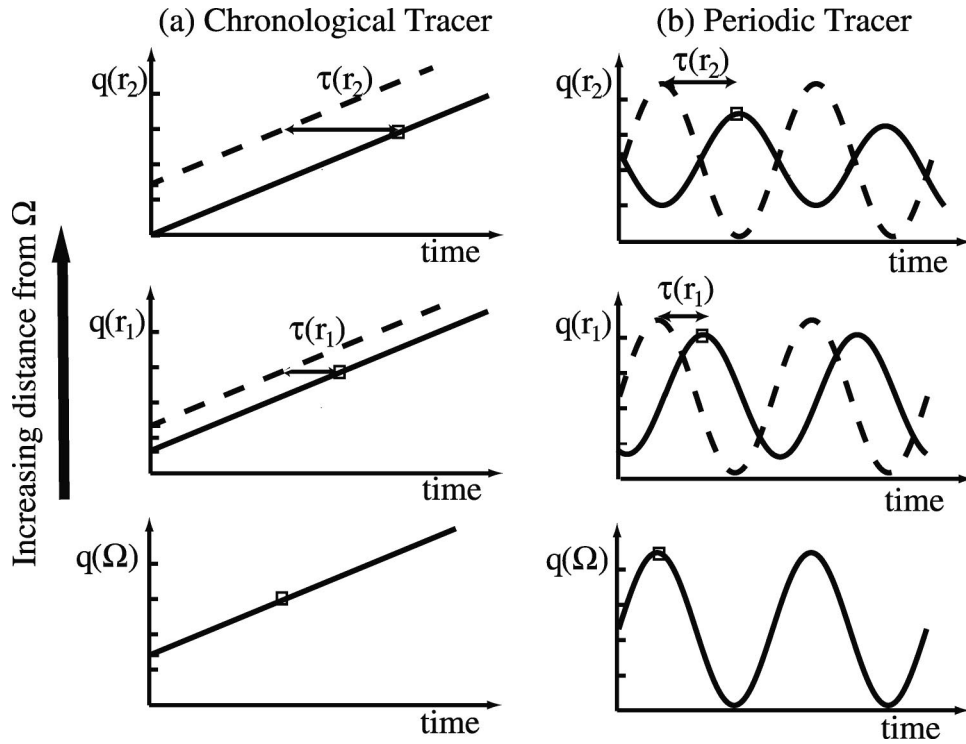 (a) Chronological Tracer
(b) Periodic Tracer
Increasing distance from Ω
q(r₂)
τ(r₂)
time
q(r₂)
τ(r₂)
time
q(r₁)
τ(r₁)
time
q(r₁)
τ(r₁)
time
q(Ω)
time
q(Ω)
time